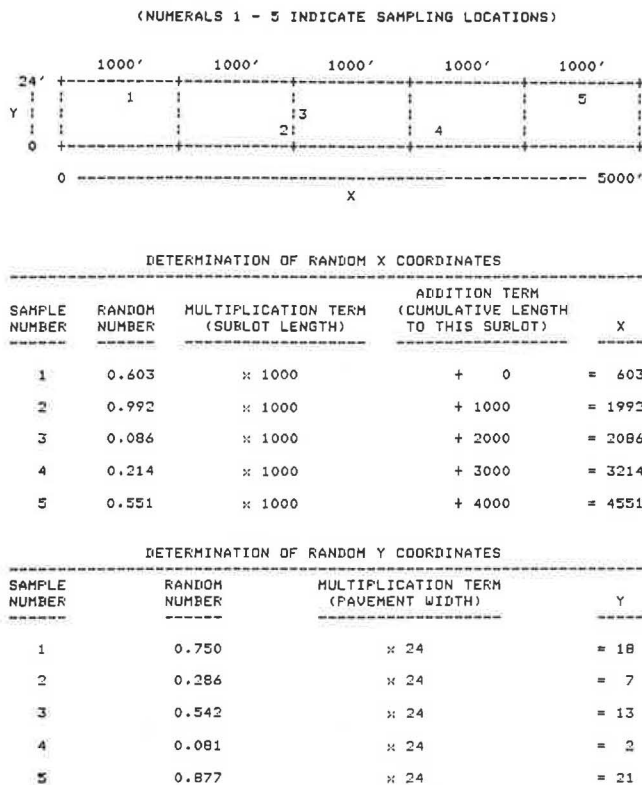 (NUMERALS 1 - 5 INDICATE SAMPLING LOCATIONS)
1000' 1000' 1000' 1000' 1000'
24'
1 5
Y 3
2 4
0
0 5000'
X
DETERMINATION OF RANDOM X COORDINATES
ADDITION TERM
SAMPLE RANDOM MULTIPLICATION TERM (CUMULATIVE LENGTH
NUMBER NUMBER (SUBLOT LENGTH) TO THIS SUBLOT) X
1 0.603 x 1000 + 0 = 603
2 0.992 x 1000 + 1000 = 1992
3 0.086 x 1000 + 2000 = 2086
4 0.214 x 1000 + 3000 = 3214
5 0.551 x 1000 + 4000 = 4551
DETERMINATION OF RANDOM Y COORDINATES
SAMPLE RANDOM MULTIPLICATION TERM
NUMBER NUMBER (PAVEMENT WIDTH) Y
1 0.750 x 24 = 18
2 0.286 x 24 = 7
3 0.542 x 24 = 13
4 0.081 x 24 = 2
5 0.877 x 24 = 21